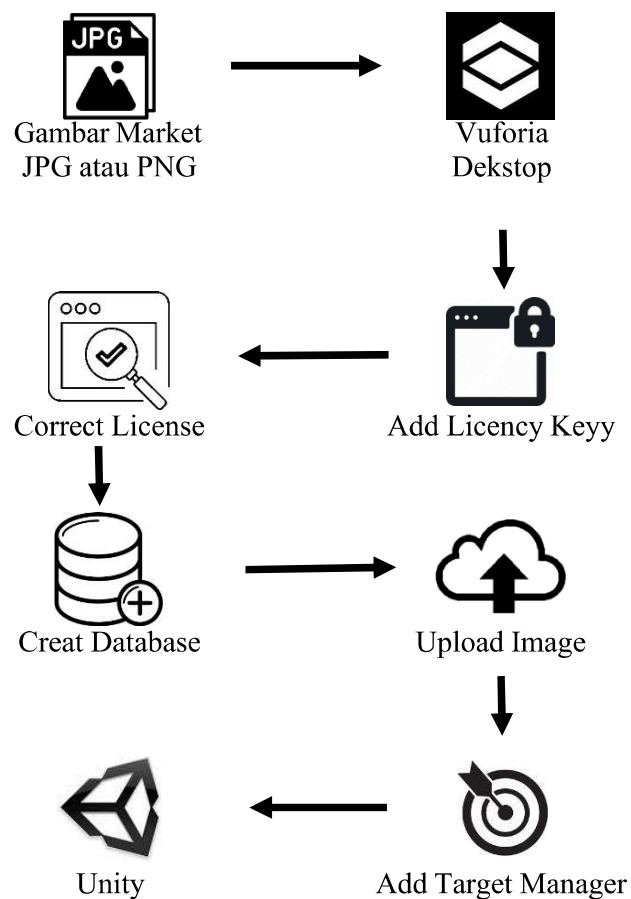 JPG
Gambar Market
JPG atau PNG
Vuforia
Dekstop
Correct License
Add Licency Keyy
Creat Database
Upload Image
Unity
Add Target Manager